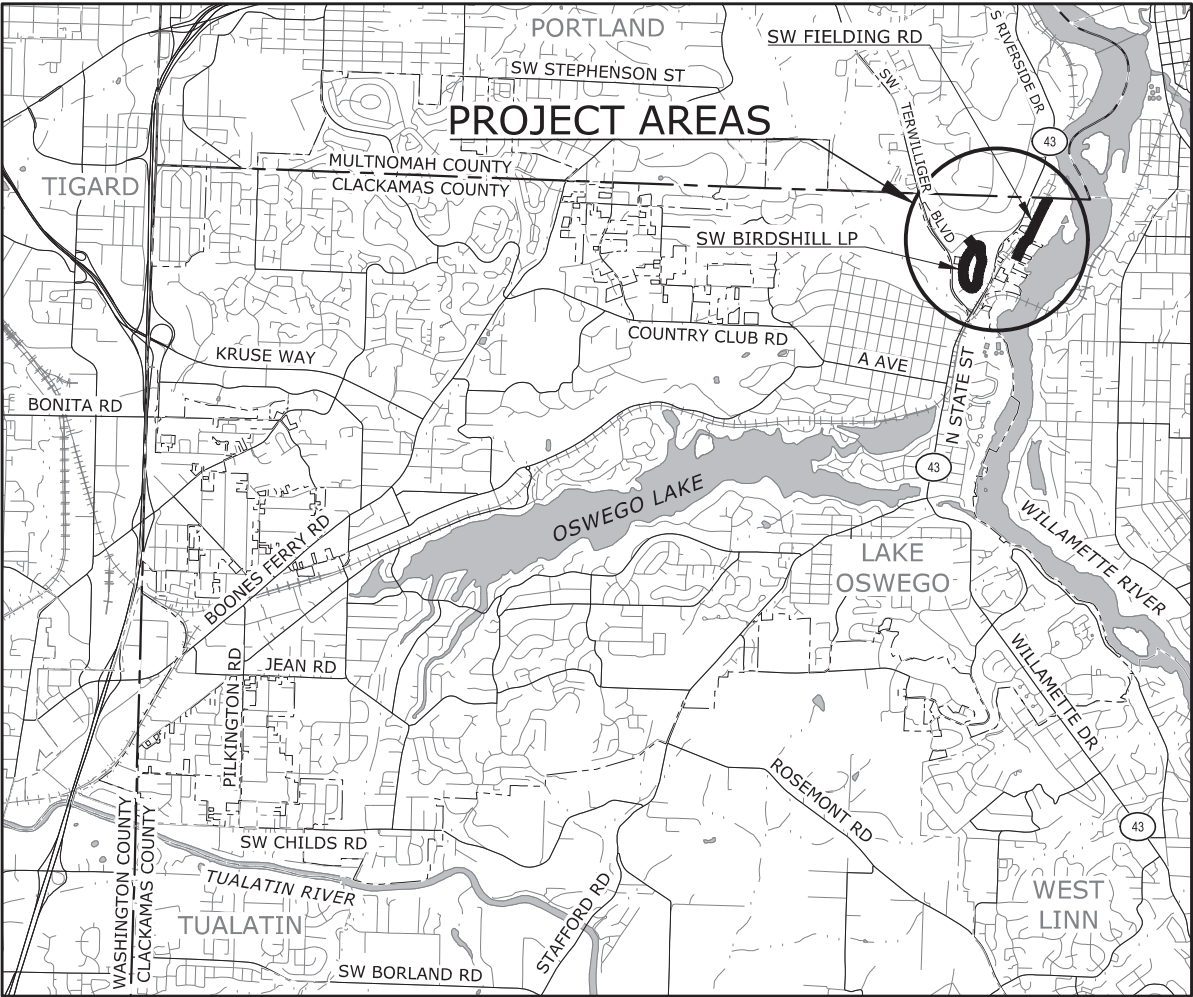 PORTLAND
SW FIELDING RD
S RIVERSIDE DR
SW STEPHENSON ST
SW TERWILLIGER BLVD
PROJECT AREAS
43
MULTNOMAH COUNTY
CLACKAMAS COUNTY
TIGARD
SW BIRDSHILL LP
COUNTRY CLUB RD
KRUSE WAY
A AVE
BONITA RD
N STATE ST
43
OSWEGO LAKE
WILLAMETTE RIVER
BOONES FERRY RD
LAKE
OSWEGO
JEAN RD
PILKINGTON RD
WILLAMETTE DR
ROSEMONT RD
43
SW CHILDS RD
TUALATIN RIVER
WASHINGTON COUNTY
CLACKAMAS COUNTY
TUALATIN
STAFFORD RD
WEST
LINN
SW BORLAND RD